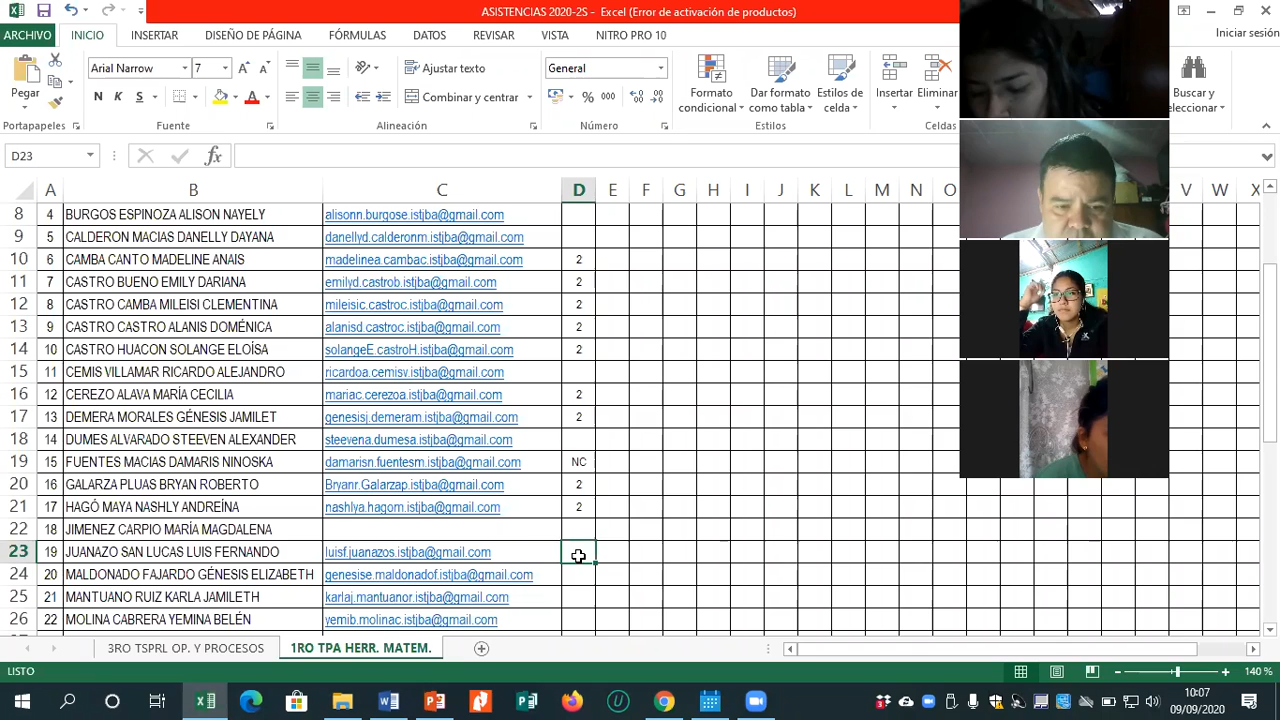 ASISTENCIAS 2020-2S - Excel (Error de activación de productos)
ARCHIVO INICIO INSERTAR DISEÑO DE PÁGINA FÓRMULAS DATOS REVISAR VISTA NITRO PRO 10 Iniciar sesión
Arial Narrow 7 Ajustar texto General
Pegar N K S Combinar y centrar % 000 Formato condicional Dar formato como tabla Estilos de celda Insertar Eliminar Buscar y seleccionar
Portapapeles Fuente Alineación Número Estilos Celdas
D23 fx
A B C D E F G H I J K L M N O V W X
8 4 BURGOS ESPINOZA ALISON NAYELY alisonn.burgose.istjba@gmail.com
9 5 CALDERON MACIAS DANELLY DAYANA danellyd.calderonm.istjba@gmail.com
10 6 CAMBA CANTO MADELINE ANAIS madelinea.cambac.istjba@gmail.com 2
11 7 CASTRO BUENO EMILY DARIANA emilyd.castrob.istjba@gmail.com 2
12 8 CASTRO CAMBA MILEISI CLEMENTINA mileisic.castroc.istjba@gmail.com 2
13 9 CASTRO CASTRO ALANIS DOMÉNICA alanisd.castroc.istjba@gmail.com 2
14 10 CASTRO HUACON SOLANGE ELOÍSA solangeE.castroH.istjba@gmail.com 2
15 11 CEMIS VILLAMAR RICARDO ALEJANDRO ricardoa.cemisv.istjba@gmail.com
16 12 CEREZO ALAVA MARÍA CECILIA mariac.cerezoa.istjba@gmail.com 2
17 13 DEMERA MORALES GÉNESIS JAMILET genesisj.demeram.istjba@gmail.com 2
18 14 DUMES ALVARADO STEEVEN ALEXANDER steevena.dumesa.istjba@gmail.com
19 15 FUENTES MACIAS DAMARIS NINOSKA damarisn.fuentesm.istjba@gmail.com NC
20 16 GALARZA PLUAS BRYAN ROBERTO Bryanr.Galarzap.istjba@gmail.com 2
21 17 HAGÓ MAYA NASHLY ANDREÍNA nashlya.hagom.istjba@gmail.com 2
22 18 JIMENEZ CARPIO MARÍA MAGDALENA
23 19 JUANAZO SAN LUCAS LUIS FERNANDO luisf.juanazos.istjba@gmail.com
24 20 MALDONADO FAJARDO GÉNESIS ELIZABETH genesise.maldonadof.istjba@gmail.com
25 21 MANTUANO RUIZ KARLA JAMILETH karlaj.mantuanor.istjba@gmail.com
26 22 MOLINA CABRERA YEMINA BELÉN yemib.molinac.istjba@gmail.com
3RO TSPRL OP. Y PROCESOS 1RO TPA HERR. MATEM.
LISTO 140 %
10:07
09/09/2020